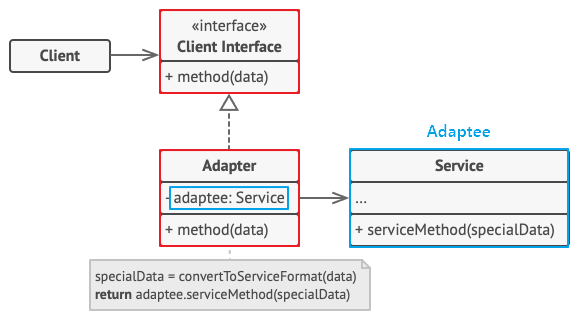 Client
«interface»
Client Interface
+ method(data)
Adaptee
Adapter
- adaptee: Service
+ method(data)
Service
...
+ serviceMethod(specialData)
specialData = convertToServiceFormat(data)
return adaptee.serviceMethod(specialData)